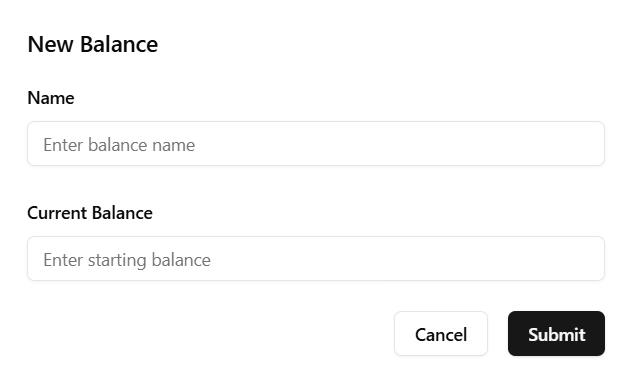 New Balance
Name
Enter balance name
Current Balance
Enter starting balance
Cancel Submit